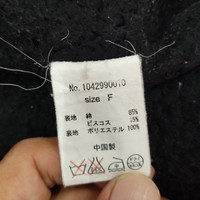 No.1042990010
size F
表地 綿 85%
ビスコス 15%
裏地 ポリエステル 100%
中国製